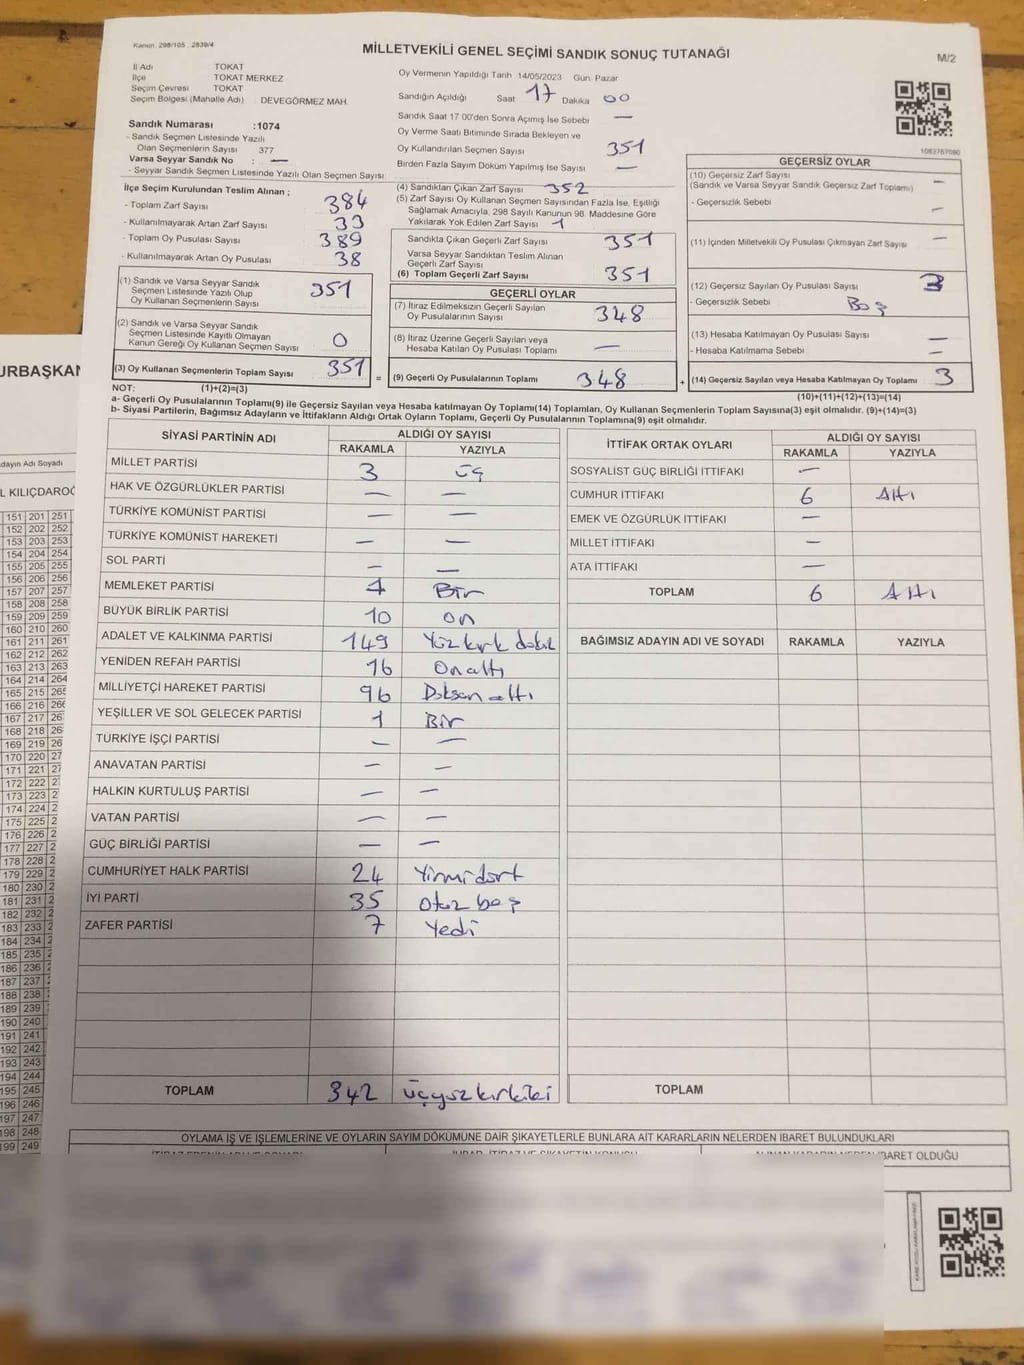 Kanun. 298/105 . 2839/4
MİLLETVEKİLİ GENEL SEÇİMİ SANDIK SONUÇ TUTANAĞI
M/2
İl Adı TOKAT
İlçe TOKAT MERKEZ
Seçim Çevresi TOKAT
Seçim Bölgesi (Mahalle Adı) DEVEGÖRMEZ MAH.
Sandık Numarası :1074
- Sandık Seçmen Listesinde Yazılı
Olan Seçmenlerin Sayısı 377
Varsa Seyyar Sandık No : —
- Seyyar Sandık Seçmen Listesinde Yazılı Olan Seçmen Sayısı
Oy Vermenin Yapıldığı Tarih 14/05/2023 Gün: Pazar
Sandığın Açıldığı Saat 17 Dakika 00
Sandık Saat 17 00'den Sonra Açımış İse Sebebi —
Oy Verme Saati Bitiminde Sırada Bekleyen ve
Oy Kullandırılan Seçmen Sayısı 351
Birden Fazla Sayım Döküm Yapılmış İse Sayısı —
İlçe Seçim Kurulundan Teslim Alınan ;
- Toplam Zarf Sayısı 384
- Kullanılmayarak Artan Zarf Sayısı 33
- Toplam Oy Pusulası Sayısı 389
- Kullanılmayarak Artan Oy Pusulası 38
(1) Sandık ve Varsa Seyyar Sandık
Seçmen Listesinde Yazılı Olup
Oy Kullanan Seçmenlerin Sayısı 351
(2) Sandık ve Varsa Seyyar Sandık
Seçmen Listesinde Kayıtlı Olmayan
Kanun Gereği Oy Kullanan Seçmen Sayısı 0
(3) Oy Kullanan Seçmenlerin Toplam Sayısı 351
(4) Sandıktan Çıkan Zarf Sayısı 352
(5) Zarf Sayısı Oy Kullanan Seçmen Sayısından Fazla İse, Eşitliği
Sağlamak Amacıyla, 298 Sayılı Kanunun 98. Maddesine Göre
Yakılarak Yok Edilen Zarf Sayısı 1
Sandıkta Çıkan Geçerli Zarf Sayısı 351
Varsa Seyyar Sandıktan Teslim Alınan
Geçerli Zarf Sayısı
(6) Toplam Geçerli Zarf Sayısı 351
GEÇERLİ OYLAR
(7) İtiraz Edilmeksizin Geçerli Sayılan
Oy Pusulalarının Sayısı 348
(8) İtiraz Üzerine Geçerli Sayılan veya
Hesaba Katılan Oy Pusulası Toplamı —
= (9) Geçerli Oy Pusulalarının Toplamı 348
1083767090
GEÇERSİZ OYLAR
(10) Geçersiz Zarf Sayısı —
(Sandık ve Varsa Seyyar Sandık Geçersiz Zarf Toplamı)
- Geçersizlik Sebebi —
(11) İçinden Milletvekili Oy Pusulası Çıkmayan Zarf Sayısı —
(12) Geçersiz Sayılan Oy Pusulası Sayısı 3
- Geçersizlik Sebebi Boş
(13) Hesaba Katılmayan Oy Pusulası Sayısı —
- Hesaba Katılmama Sebebi —
+ (14) Geçersiz Sayılan veya Hesaba Katılmayan Oy Toplamı 3
NOT: (1)+(2)=(3)
(10)+(11)+(12)+(13)=(14)
a- Geçerli Oy Pusulalarının Toplamı(9) ile Geçersiz Sayılan veya Hesaba katılmayan Oy Toplamı(14) Toplamları, Oy Kullanan Seçmenlerin Toplam Sayısına(3) eşit olmalıdır. (9)+(14)=(3)
b- Siyasi Partilerin, Bağımsız Adayların ve İttifakların Aldığı Oyların Toplamı, Geçerli Oy Pusulalarının Toplamına(9) eşit olmalıdır.
SİYASİ PARTİNİN ADI ALDIĞI OY SAYISI
RAKAMLA YAZIYLA
MİLLET PARTİSİ 3 üç
HAK VE ÖZGÜRLÜKLER PARTİSİ — —
TÜRKİYE KOMÜNİST PARTİSİ — —
TÜRKİYE KOMÜNİST HAREKETİ — —
SOL PARTİ — —
MEMLEKET PARTİSİ 1 Bir
BÜYÜK BİRLİK PARTİSİ 10 on
ADALET VE KALKINMA PARTİSİ 149 Yüzkırk dokuz
YENİDEN REFAH PARTİSİ 16 Onaltı
MİLLİYETÇİ HAREKET PARTİSİ 96 Doksan altı
YEŞİLLER VE SOL GELECEK PARTİSİ 1 Bir
TÜRKİYE İŞÇİ PARTİSİ — —
ANAVATAN PARTİSİ — —
HALKIN KURTULUŞ PARTİSİ — —
VATAN PARTİSİ — —
GÜÇ BİRLİĞİ PARTİSİ — —
CUMHURİYET HALK PARTİSİ 24 Yirmidört
İYİ PARTİ 35 Otuz beş
ZAFER PARTİSİ 7 Yedi
TOPLAM 342 üçyüzkırkiki
İTTİFAK ORTAK OYLARI ALDIĞI OY SAYISI
RAKAMLA YAZIYLA
SOSYALİST GÜÇ BİRLİĞİ İTTİFAKI —
CUMHUR İTTİFAKI 6 Altı
EMEK VE ÖZGÜRLÜK İTTİFAKI —
MİLLET İTTİFAKI —
ATA İTTİFAKI —
TOPLAM 6 Altı
BAĞIMSIZ ADAYIN ADI VE SOYADI RAKAMLA YAZIYLA
TOPLAM
OYLAMA İŞ VE İŞLEMLERİNE VE OYLARIN SAYIM DÖKÜMÜNE DAİR ŞİKAYETLERLE BUNLARA AİT KARARLARIN NELERDEN İBARET BULUNDUKLARI
BARET OLDUĞU
URBAŞKAN
dayın Adı Soyadı
L KILIÇDAROĞ
151 201 251
152 202 252
153 203 253
154 204 254
155 205 255
156 206 256
157 207 257
158 208 258
159 209 259
160 210 260
161 211 261
162 212 262
163 213 263
164 214 264
165 215 265
166 216 266
167 217 26
168 218 26
169 219 26
170 220 27
171 221 27
172 222 2
173 223 2
174 224 2
175 225 2
176 226 2
177 227 2
178 228 2
179 229 2
180 230 2
181 231 2
182 232 2
183 233 2
184 234 2
185 235
186 236
187 237
188 238
189 239
190 240
191 241
192 242
193 243
194 244
195 245
196 246
197 247
198 248
199 249